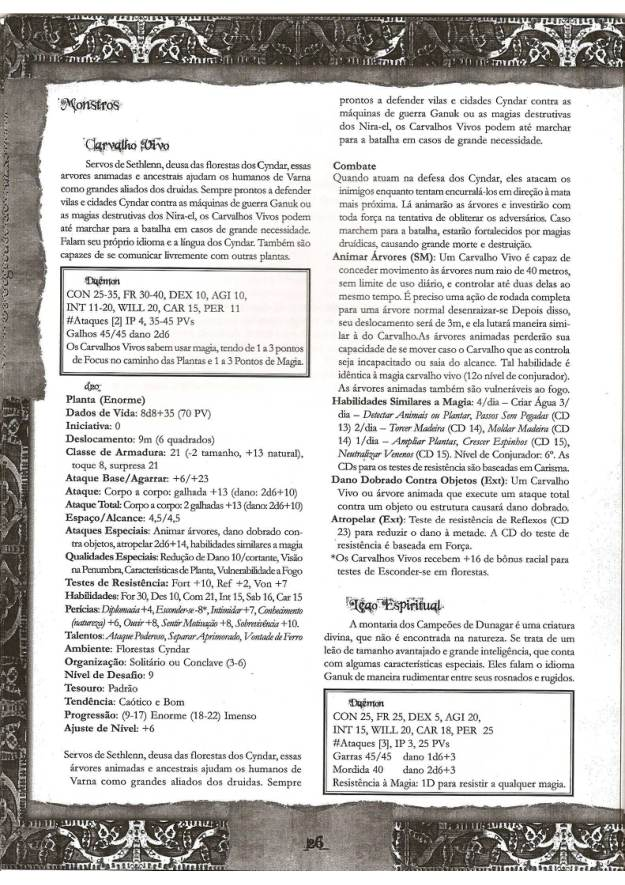 Monstros
Carvalho Vivo
Servos de Sethlenn, deusa das florestas dos Cyndar, essas
arvores animadas e ancestrais ajudam os humanos de Varna
como grandes aliados dos druidas. Sempre prontos a defender
vilas e cidades Cyndar contra as máquinas de guerra Ganuk ou
as magias destrutivas dos Nira-el, os Carvalhos Vivos podem
até marchar para a batalha em casos de grande necessidade.
Falam seu próprio idioma e a língua dos Cyndar. Também são
capazes de se comunicar livremente com outras plantas.
Daemon
CON 25-35, FR 30-40, DEX 10, AGI 10,
INT 11-20, WILL 20, CAR 15, PER 11
#Ataques [2] IP 4, 35-45 PVs
Galhos 45/45 dano 2d6
Os Carvalhos Vivos sabem usar magia, tendo de 1 a 3 pontos
de Focus no caminho das Plantas e 1 a 3 Pontos de Magia.
d20
Planta (Enorme)
Dados de Vida: 8d8+35 (70 PV)
Iniciativa: 0
Deslocamento: 9m (6 quadrados)
Classe de Armadura: 21 (-2 tamanho, +13 natural),
toque 8, surpresa 21
Ataque Base/Agarrar: +6/+23
Ataque: Corpo a corpo: galhada +13 (dano: 2d6+10)
Ataque Total: Corpo a corpo: 2 galhadas +13 (dano: 2d6+10)
Espaço/Alcance: 4,5/4,5
Ataques Especiais: Animar árvores, dano dobrado con-
tra objetos, atropelar 2d6+14, habilidades similares a magia
Qualidades Especiais: Redução de Dano 10/cortante, Visão
na Penumbra, Características de Planta, Vulnerabilidade a Fogo
Testes de Resistência: Fort +10, Ref +2, Von +7
Habilidades: For 30, Des 10, Com 21, Int 15, Sab 16, Car 15
Perícias: Diplomacia +4, Esconder-se -8*, Intimidar +7, Conhecimento
(natureza) +6, Ouvir +8, Sentir Motivação +8, Sobrevivência +10.
Talentos: Ataque Poderoso, Separar Aprimorado, Vontade de Ferro
Ambiente: Florestas Cyndar
Organização: Solitário ou Conclave (3-6)
Nível de Desafio: 9
Tesouro: Padrão
Tendência: Caótico e Bom
Progressão: (9-17) Enorme (18-22) Imenso
Ajuste de Nível: +6
Servos de Sethlenn, deusa das florestas dos Cyndar, essas
árvores animadas e ancestrais ajudam os humanos de
Varna como grandes aliados dos druidas. Sempre
prontos a defender vilas e cidades Cyndar contra as
máquinas de guerra Ganuk ou as magias destrutivas
dos Nira-el, os Carvalhos Vivos podem até marchar
para a batalha em casos de grande necessidade.
Combate
Quando atuam na defesa dos Cyndar, eles atacam os
inimigos enquanto tentam encurralá-los em direção à mata
mais próxima. Lá animarão as árvores e investirão com
toda força na tentativa de obliterar os adversários. Caso
marchem para a batalha, estarão fortalecidos por magias
druídicas, causando grande morte e destruição.
Animar Árvores (SM): Um Carvalho Vivo é capaz de
conceder movimento às árvores num raio de 40 metros,
sem limite de uso diário, e controlar até duas delas ao
mesmo tempo. É preciso uma ação de rodada completa
para uma árvore normal desenraizar-se Depois disso,
seu deslocamento será de 3m, e ela lutará maneira simi-
lar à do Carvalho.As árvores animadas perderão sua
capacidade de se mover caso o Carvalho que as controla
seja incapacitado ou saia do alcance. Tal habilidade é
idêntica à magia carvalho vivo (12o nível de conjurador).
As árvores animadas também são vulneráveis ao fogo.
Habilidades Similares a Magia: 4/dia – Criar Água 3/
dia – Detectar Animais ou Plantar, Passos Sem Pegadas (CD
13) 2/dia – Torcer Madeira (CD 14), Moldar Madeira (CD
14) 1/dia – Ampliar Plantas, Crescer Espinhos (CD 15),
Neutralizar Venenos (CD 15). Nível de Conjurador: 6º. As
CDs para os testes de resistência são baseadas em Carisma.
Dano Dobrado Contra Objetos (Ext): Um Carvalho
Vivo ou árvore animada que execute um ataque total
contra um objeto ou estrutura causará dano dobrado.
Atropelar (Ext): Teste de resistência de Reflexos (CD
23) para reduzir o dano à metade. A CD do teste de
resistência é baseada em Força.
*Os Carvalhos Vivos recebem +16 de bônus racial para
testes de Esconder-se em florestas.
Leão Espiritual
A montaria dos Campeões de Dunagar é uma criatura
divina, que não é encontrada na natureza. Se trata de um
leão de tamanho avantajado e grande inteligência, que conta
com algumas características especiais. Eles falam o idioma
Ganuk de maneira rudimentar entre seus rosnados e rugidos.
Daemon
CON 25, FR 25, DEX 5, AGI 20,
INT 15, WILL 20, CAR 18, PER 25
#Ataques [3], IP 3, 25 PVs
Garras 45/45 dano 1d6+3
Mordida 40 dano 2d6+3
Resistência à Magia: 1D para resistir a qualquer magia.
126